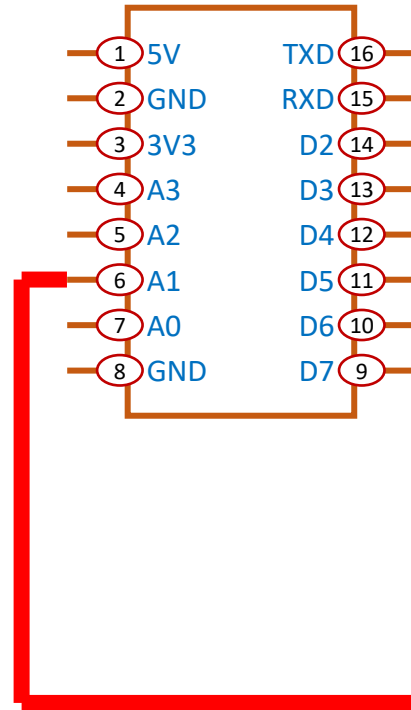 1 5V TXD 16
2 GND RXD 15
3 3V3 D2 14
4 A3 D3 13
5 A2 D4 12
6 A1 D5 11
7 A0 D6 10
8 GND D7 9